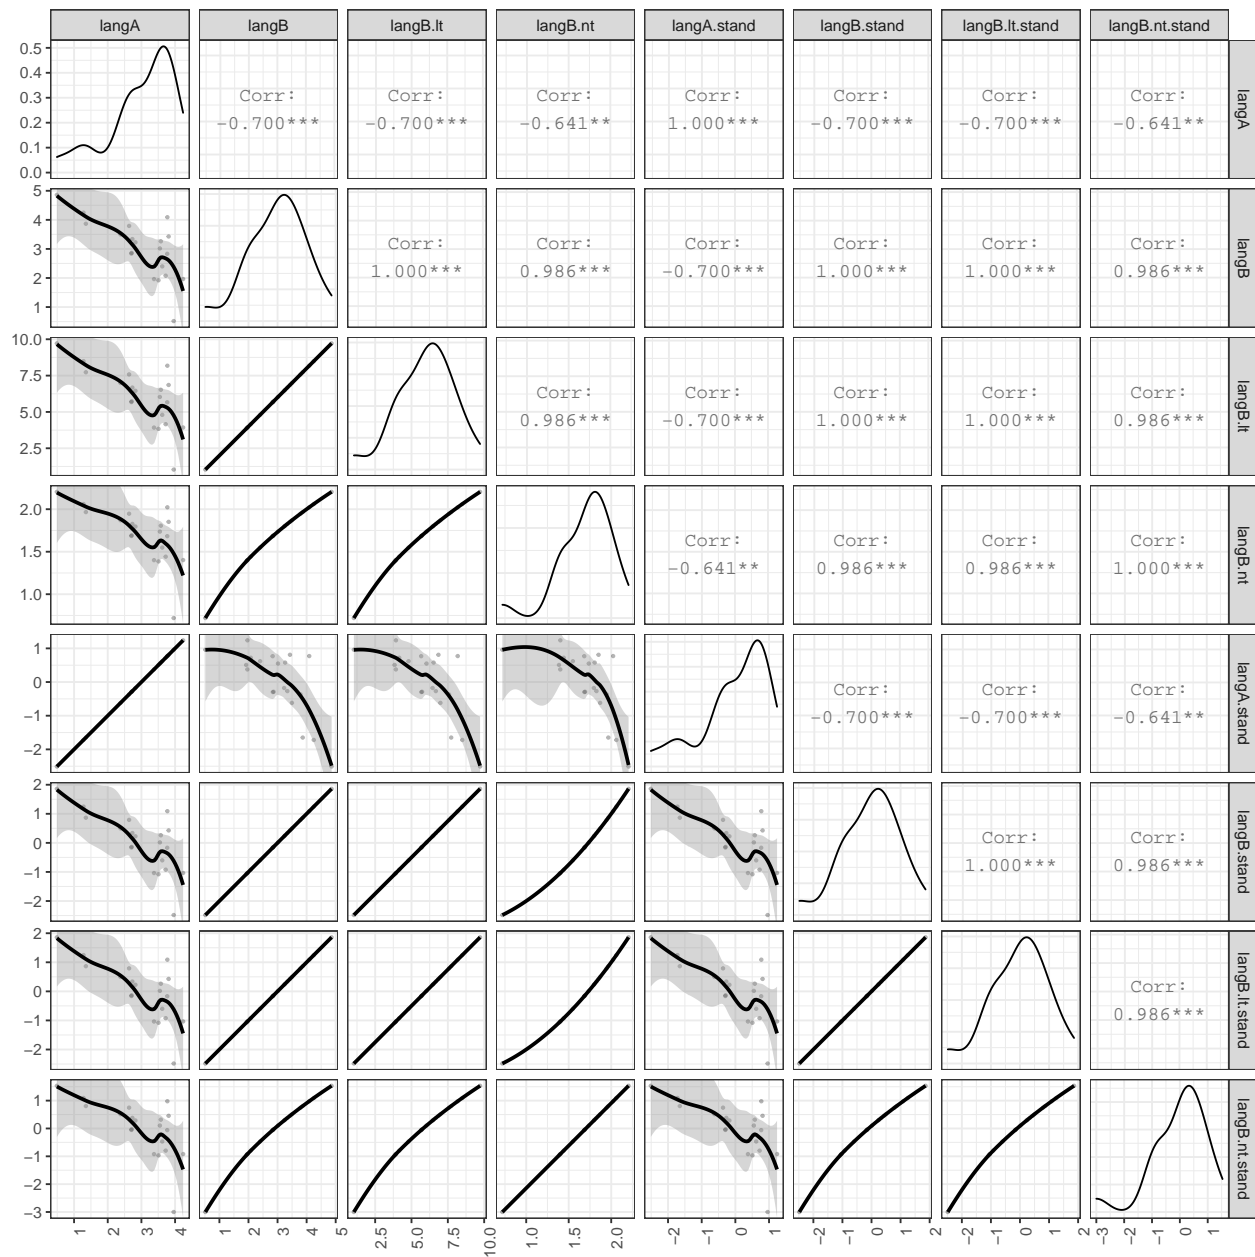 langA langB langB.lt langB.nt langA.stand langB.stand langB.lt.stand langB.nt.stand
0.5
0.4
0.3
0.2
0.1
0.0
Corr: Corr: Corr: Corr: Corr: Corr: Corr:
−0.700*** −0.700*** −0.641** 1.000*** −0.700*** −0.700*** −0.641**
langA
5
4
3
2
1
Corr: Corr: Corr: Corr: Corr: Corr:
1.000*** 0.986*** −0.700*** 1.000*** 1.000*** 0.986***
langB
10.0
7.5
5.0
2.5
Corr: Corr: Corr: Corr: Corr:
0.986*** −0.700*** 1.000*** 1.000*** 0.986***
langB.lt
2.0
1.5
1.0
Corr: Corr: Corr: Corr:
−0.641** 0.986*** 0.986*** 1.000***
langB.nt
1
0
−1
−2
Corr: Corr: Corr:
−0.700*** −0.700*** −0.641**
langA.stand
2
1
0
−1
−2
Corr: Corr:
1.000*** 0.986***
langB.stand
2
1
0
−1
−2
Corr:
0.986***
langB.lt.stand
1
0
−1
−2
−3
langB.nt.stand
1 2 3 4
1 2 3 4 5
2.5 5.0 7.5 10.0
1.0 1.5 2.0
−2 −1 0 1
−2 −1 0 1 2
−2 −1 0 1 2
−3 −2 −1 0 1